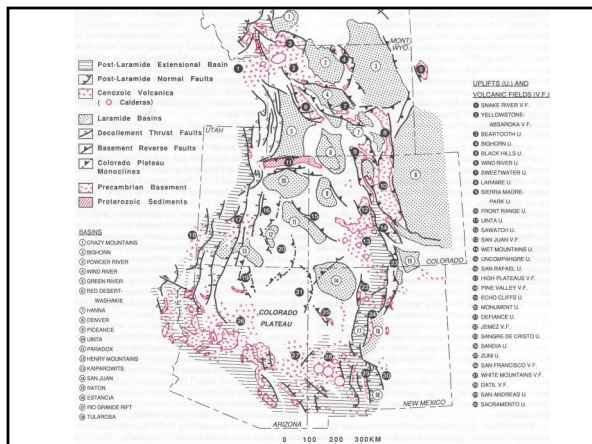 MONT.
WYO.
Post-Laramide Extensional Basin
Post-Laramide Normal Faults
Cenozoic Volcanics
( O Calderas)
Laramide Basins
Decollement Thrust Faults
Basement Reverse Faults
Colorado Plateau
Monoclines
Precambrian Basement
Proterozoic Sediments
UTAH
BASINS
① CRAZY MOUNTAINS
② BIGHORN
③ POWDER RIVER
④ WIND RIVER
⑤ GREEN RIVER
⑥ RED DESERT-
WASHAKIE
⑦ HANNA
⑧ DENVER
⑨ PICEANCE
⑩ UINTA
⑪ PARADOX
⑫ HENRY MOUNTAINS
⑬ KAIPAROWITS
⑭ SAN JUAN
⑮ RATON
⑯ ESTANCIA
⑰ RIO GRANDE RIFT
⑱ TULAROSA
COLORADO
COLORADO
PLATEAU
NEW MEXICO
ARIZONA
0 100 200 300KM
UPLIFTS (U.) AND
VOLCANIC FIELDS (V.F.)
SNAKE RIVER V.F.
YELLOWSTONE-
ABSAROKA V.F.
BEARTOOTH U.
BIGHORN U.
BLACK HILLS U.
WIND RIVER U.
SWEETWATER U.
LARAMIE U.
SIERRA MADRE-
PARK U.
FRONT RANGE U.
UINTA U.
SAWATCH U.
SAN JUAN V.F.
WET MOUNTAINS U.
UNCOMPAHGRE U.
SAN RAFAEL U.
HIGH PLATEAUS V.F.
PINE VALLEY V.F.
ECHO CLIFFS U.
MONUMENT U.
DEFIANCE U.
JEMEZ V.F.
SANGRE DE CRISTO U.
SANDIA U.
ZUNI U.
SAN FRANCISCO V.F.
WHITE MOUNTAINS V.F.
DATIL V.F.
SAN ANDREAS U.
SACRAMENTO U.